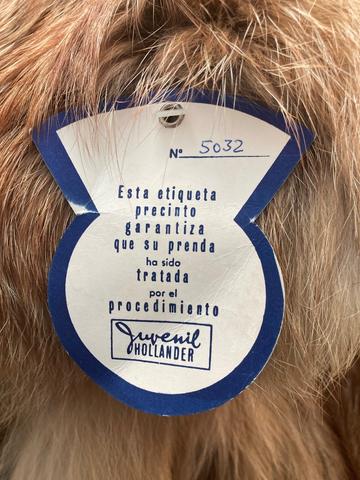 Nº 5032
Esta etiqueta
precinto
garantiza
que su prenda
ha sido
tratada
por el
procedimiento
Juvenil
HOLLANDER